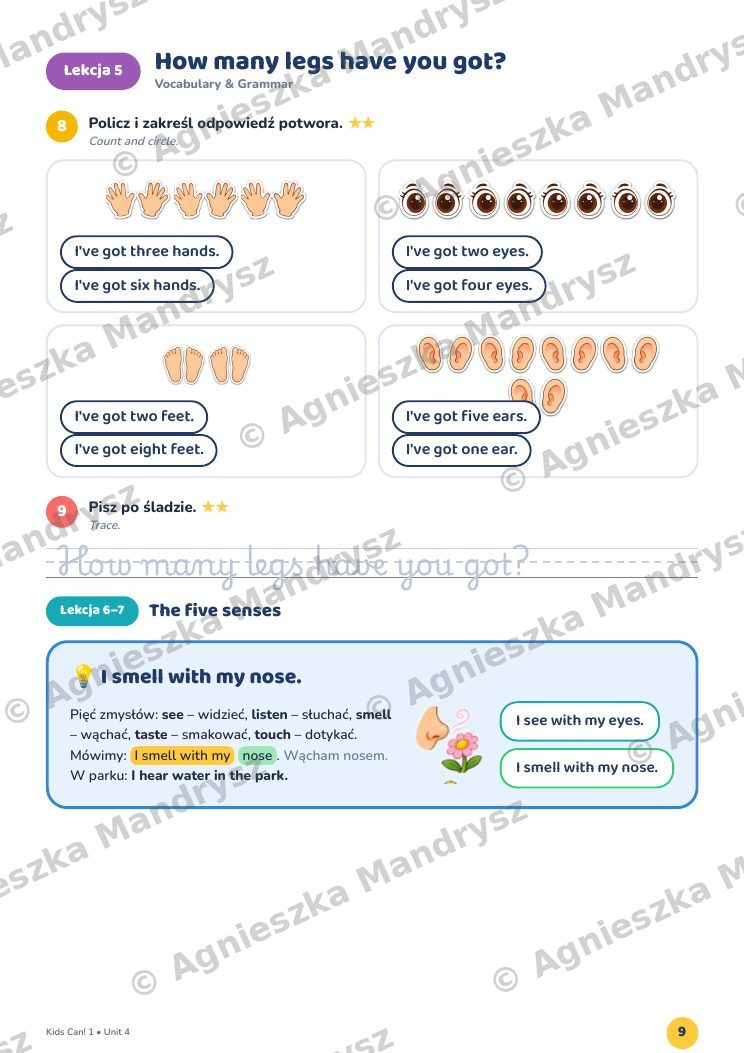 Lekcja 5
How many legs have you got?
Vocabulary & Grammar
8
Policz i zakreśl odpowiedź potwora.
Count and circle.
I've got three hands.
I've got six hands.
I've got two eyes.
I've got four eyes.
I've got two feet.
I've got eight feet.
I've got five ears.
I've got one ear.
9
Pisz po śladzie.
Trace.
How many legs have you got?
Lekcja 6–7
The five senses
I smell with my nose.
Pięć zmysłów: see – widzieć, listen – słuchać, smell
– wąchać, taste – smakować, touch – dotykać.
Mówimy: I smell with my nose. Wącham nosem.
W parku: I hear water in the park.
I see with my eyes.
I smell with my nose.
Kids Can! 1 • Unit 4
9
© Agnieszka Mandrysz